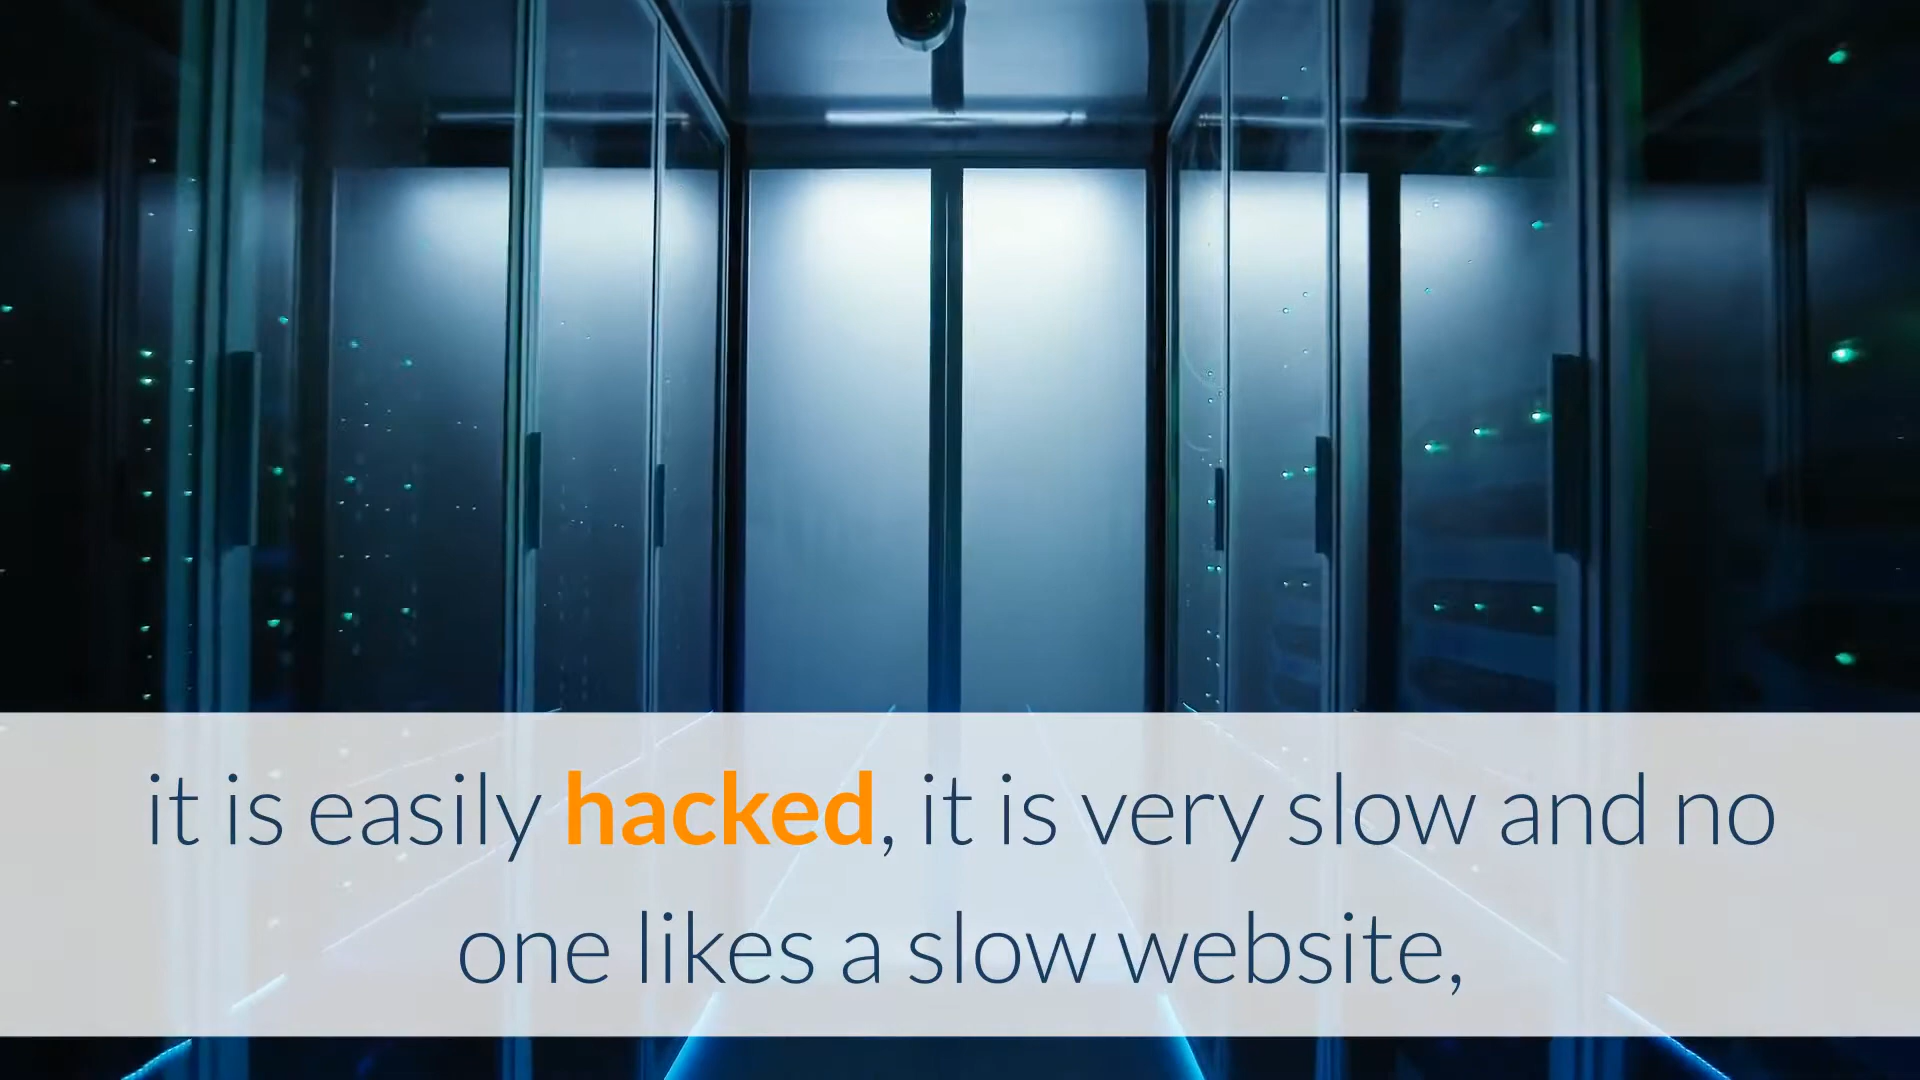 it is easily hacked, it is very slow and no
one likes a slow website,